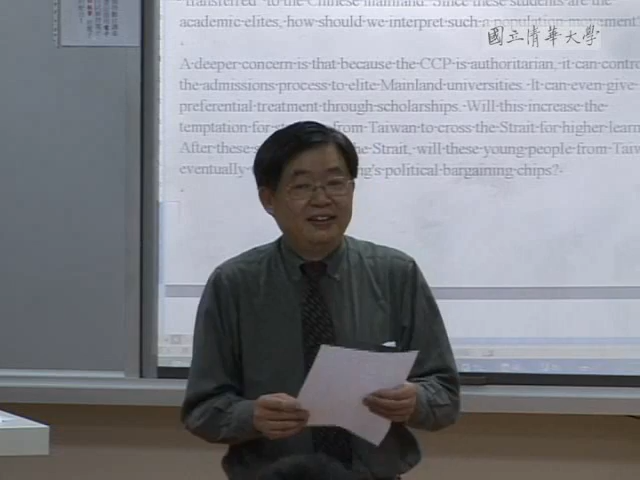 "transferred" to the Chinese mainland. Since these students are the
academic elites, how should we interpret such a population movement
國立清華大學
A deeper concern is that because the CCP is authoritarian, it can contro
the admissions process to elite Mainland universities. It can even give
preferential treatment through scholarships. Will this increase the
temptation for from Taiwan to cross the Strait for higher learn
After these Strait, will these young people from Taiw
eventually political bargaining chips?